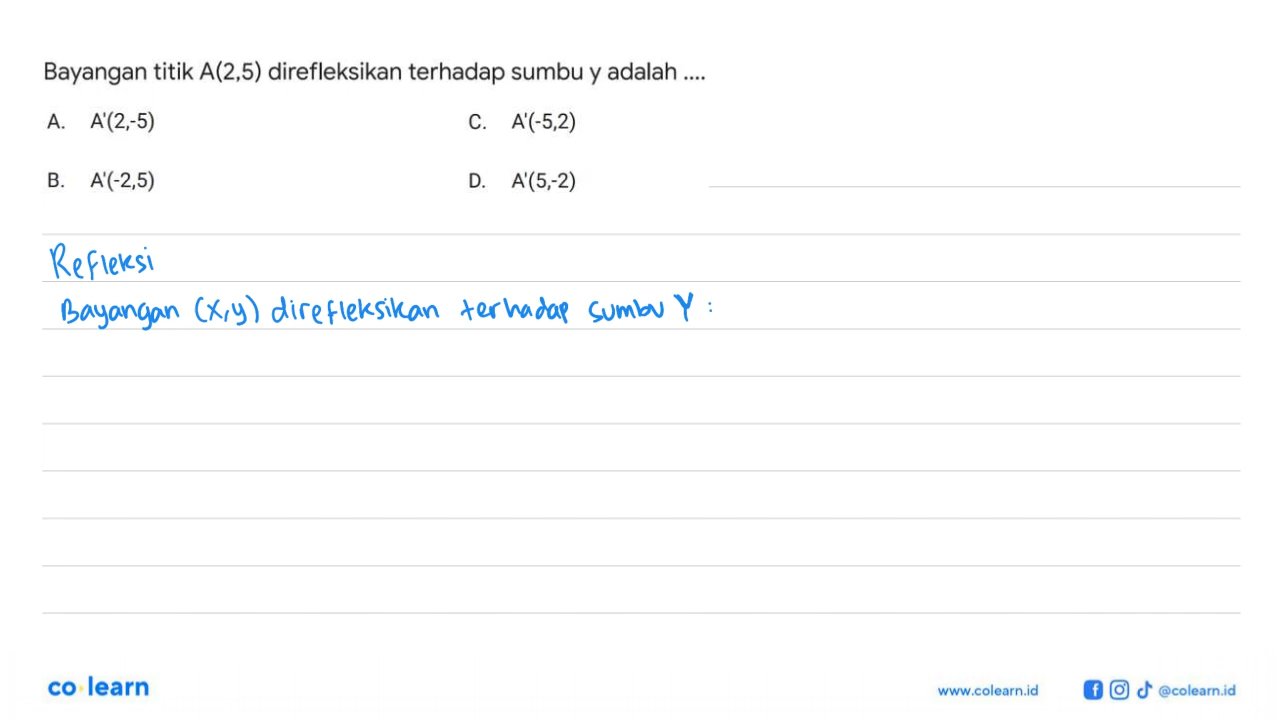 Bayangan titik A(2,5) direfleksikan terhadap sumbu y adalah ....
A. A'(2,-5)
C. A'(-5,2)
B. A'(-2,5)
D. A'(5,-2)
Refleksi
Bayangan (x,y) direfleksikan terhadap sumbu Y :
co learn
www.colearn.id
@colearn.id